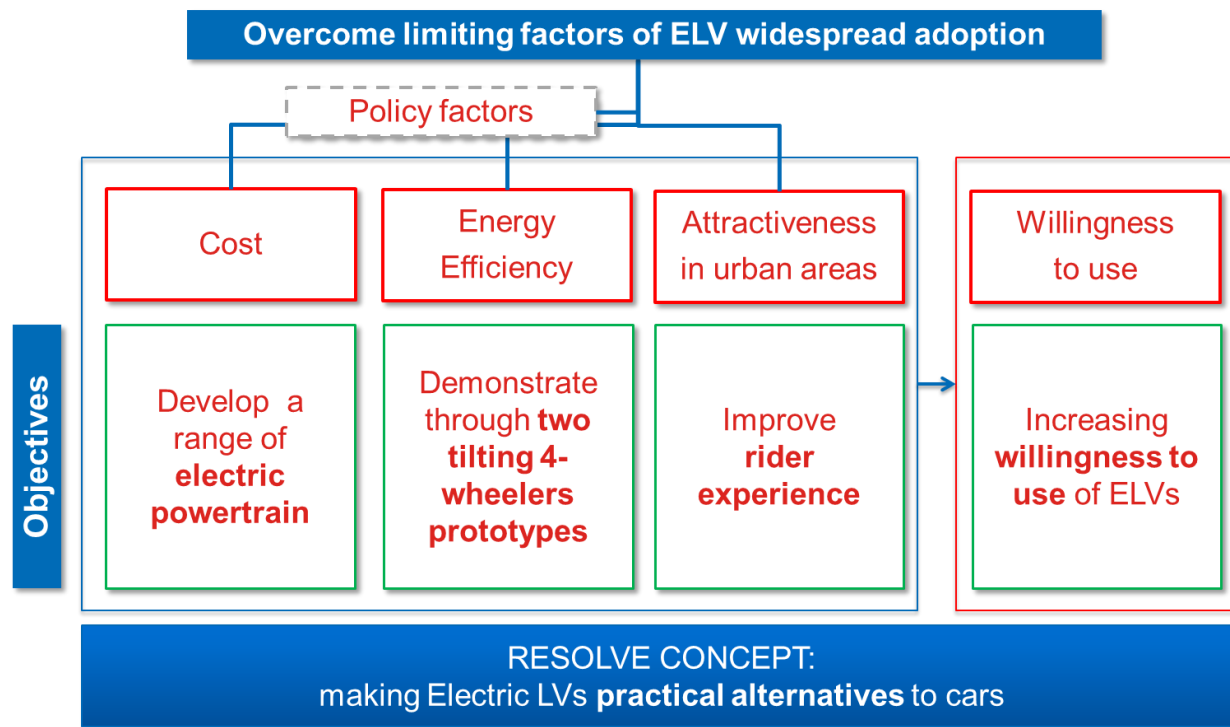 Overcome limiting factors of ELV widespread adoption
Policy factors
Cost
Energy
Efficiency
Attractiveness
in urban areas
Willingness
to use
Objectives
Develop a
range of
electric
powertrain
Demonstrate
through two
tilting 4-
wheelers
prototypes
Improve
rider
experience
Increasing
willingness to
use of ELVs
RESOLVE CONCEPT:
making Electric LVs practical alternatives to cars